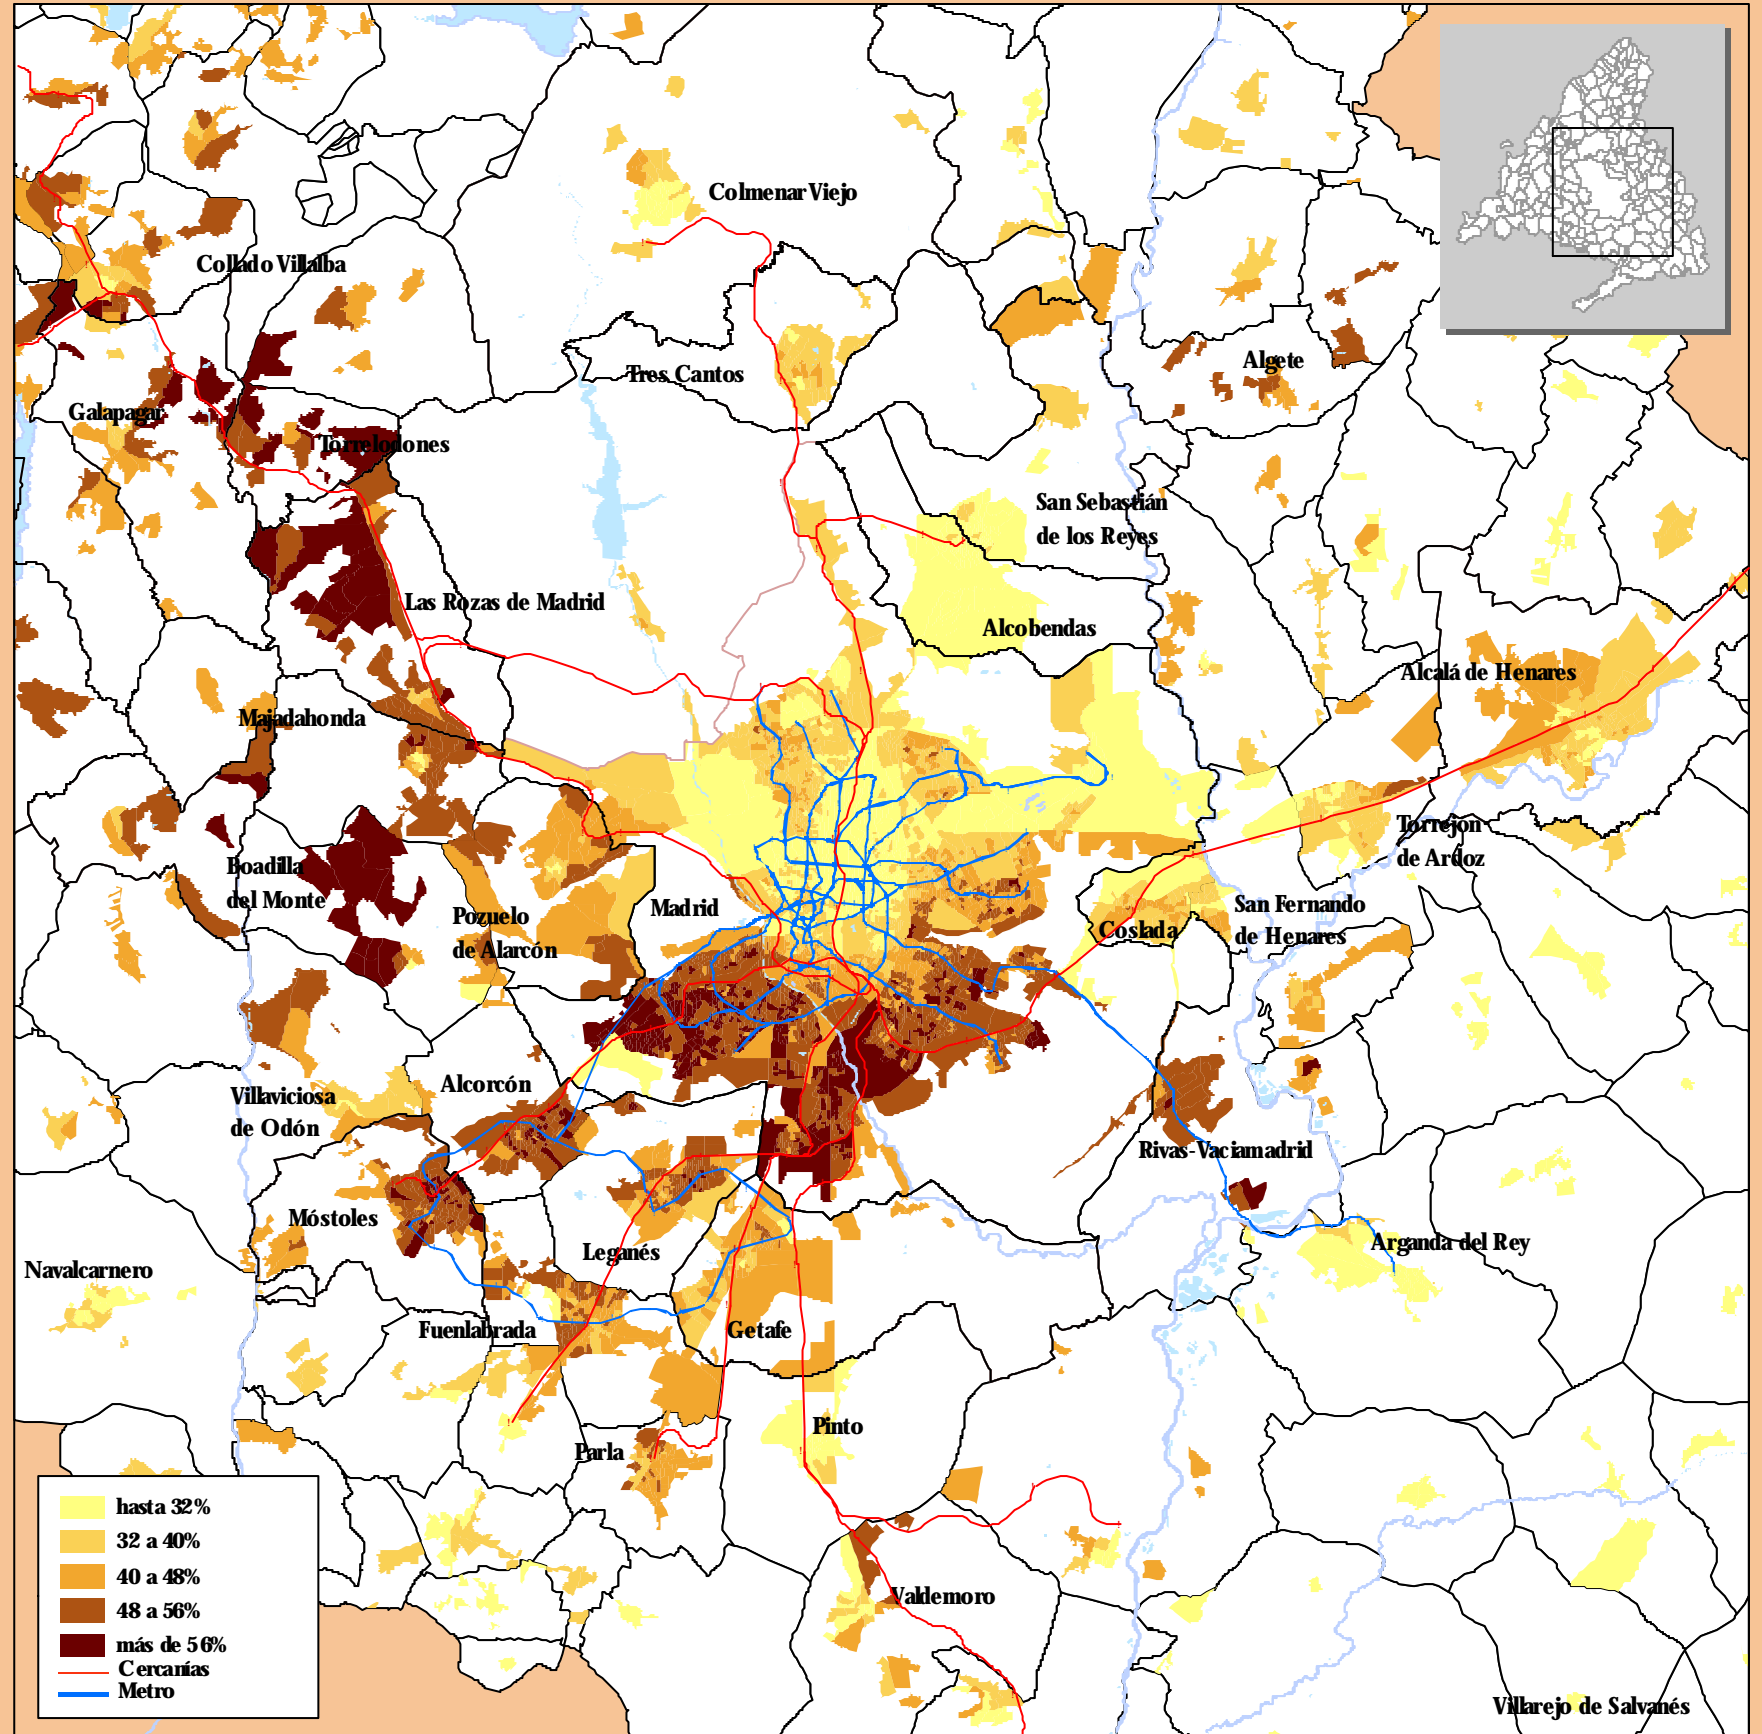 Colmenar Viejo
Collado Villalba
Tres Cantos
Algete
Galapagar
Torrelodones
San Sebastián
de los Reyes
Las Rozas de Madrid
Alcobendas
Alcalá de Henares
Majadahonda
Torrejon
de Ardoz
Boadilla
del Monte
Pozuelo
de Alarcón
Madrid
San Fernando
de Henares
Coslada
Alcorcón
Villaviciosa
de Odón
Rivas-Vaciamadrid
Móstoles
Leganés
Arganda del Rey
Navalcarnero
Fuenlabrada
Getafe
Pinto
Parla
Valdemoro
Villarejo de Salvanés
hasta 32%
32 a 40%
40 a 48%
48 a 56%
más de 56%
Cercanías
Metro